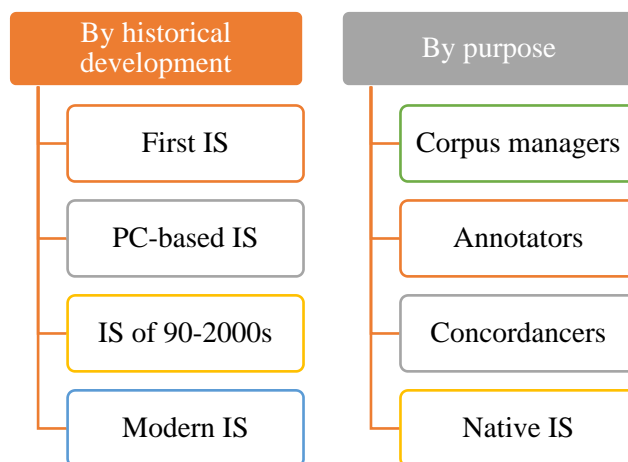 By historical
development
First IS
PC-based IS
IS of 90-2000s
Modern IS
By purpose
Corpus managers
Annotators
Concordancers
Native IS